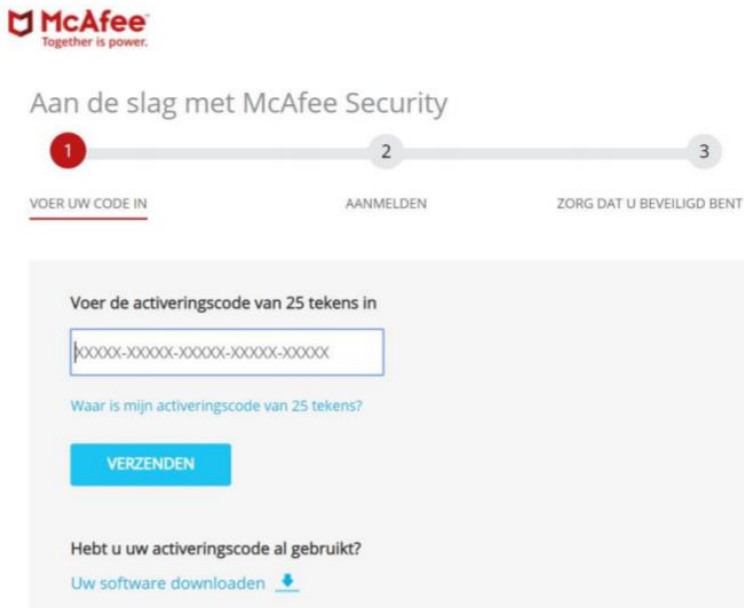 McAfee
Together is power.
Aan de slag met McAfee Security
1 2 3
VOER UW CODE IN AANMELDEN ZORG DAT U BEVEILIGD BENT
Voer de activeringscode van 25 tekens in
XXXXX-XXXXX-XXXXX-XXXXX-XXXXX
Waar is mijn activeringscode van 25 tekens?
VERZENDEN
Hebt u uw activeringscode al gebruikt?
Uw software downloaden